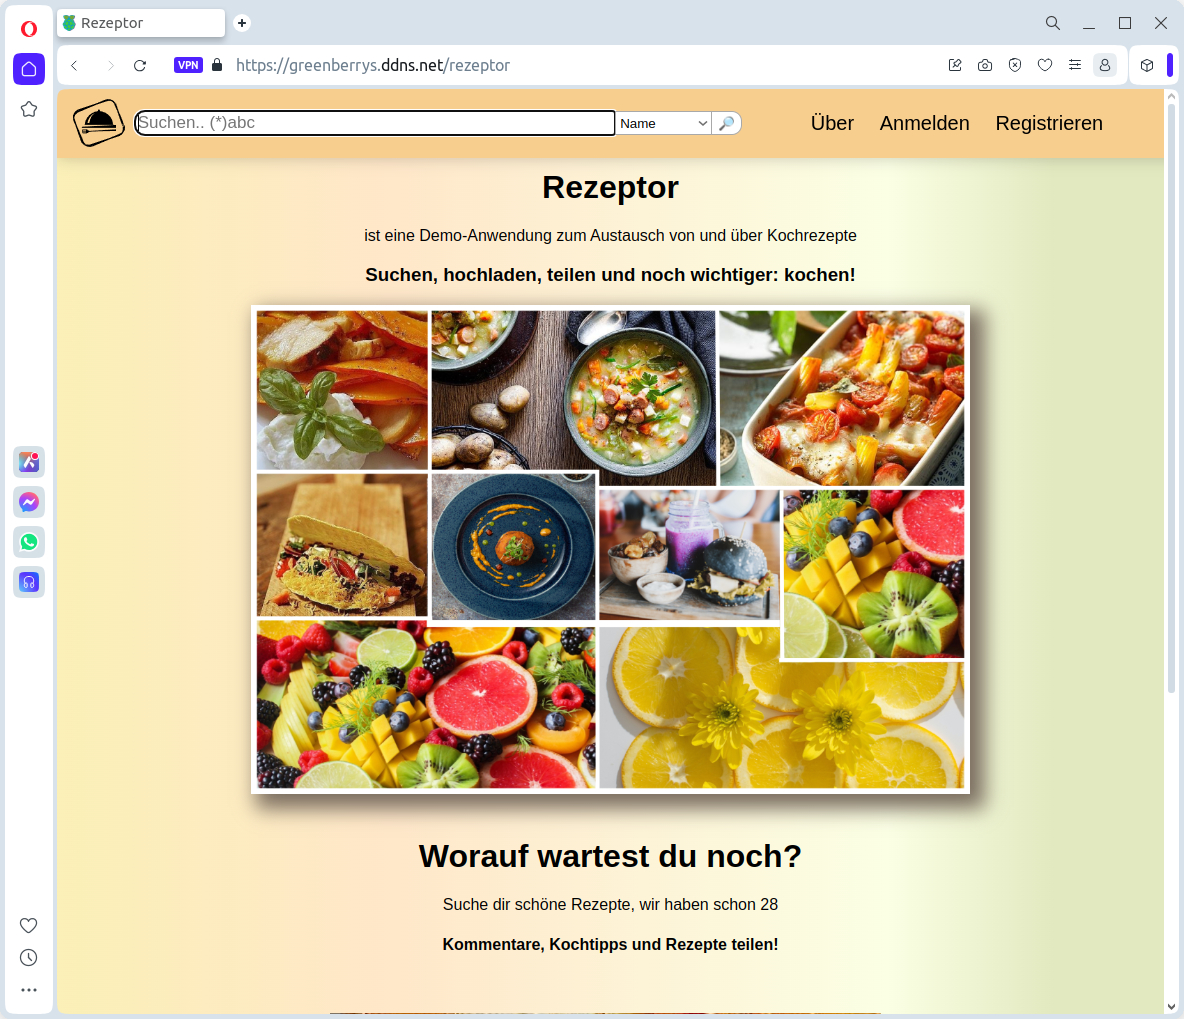 Rezeptor
VPN
https://greenberrys.ddns.net/rezeptor
Suchen.. (*)abc
Name
Über
Anmelden
Registrieren
Rezeptor
ist eine Demo-Anwendung zum Austausch von und über Kochrezepte
Suchen, hochladen, teilen und noch wichtiger: kochen!
Worauf wartest du noch?
Suche dir schöne Rezepte, wir haben schon 28
Kommentare, Kochtipps und Rezepte teilen!